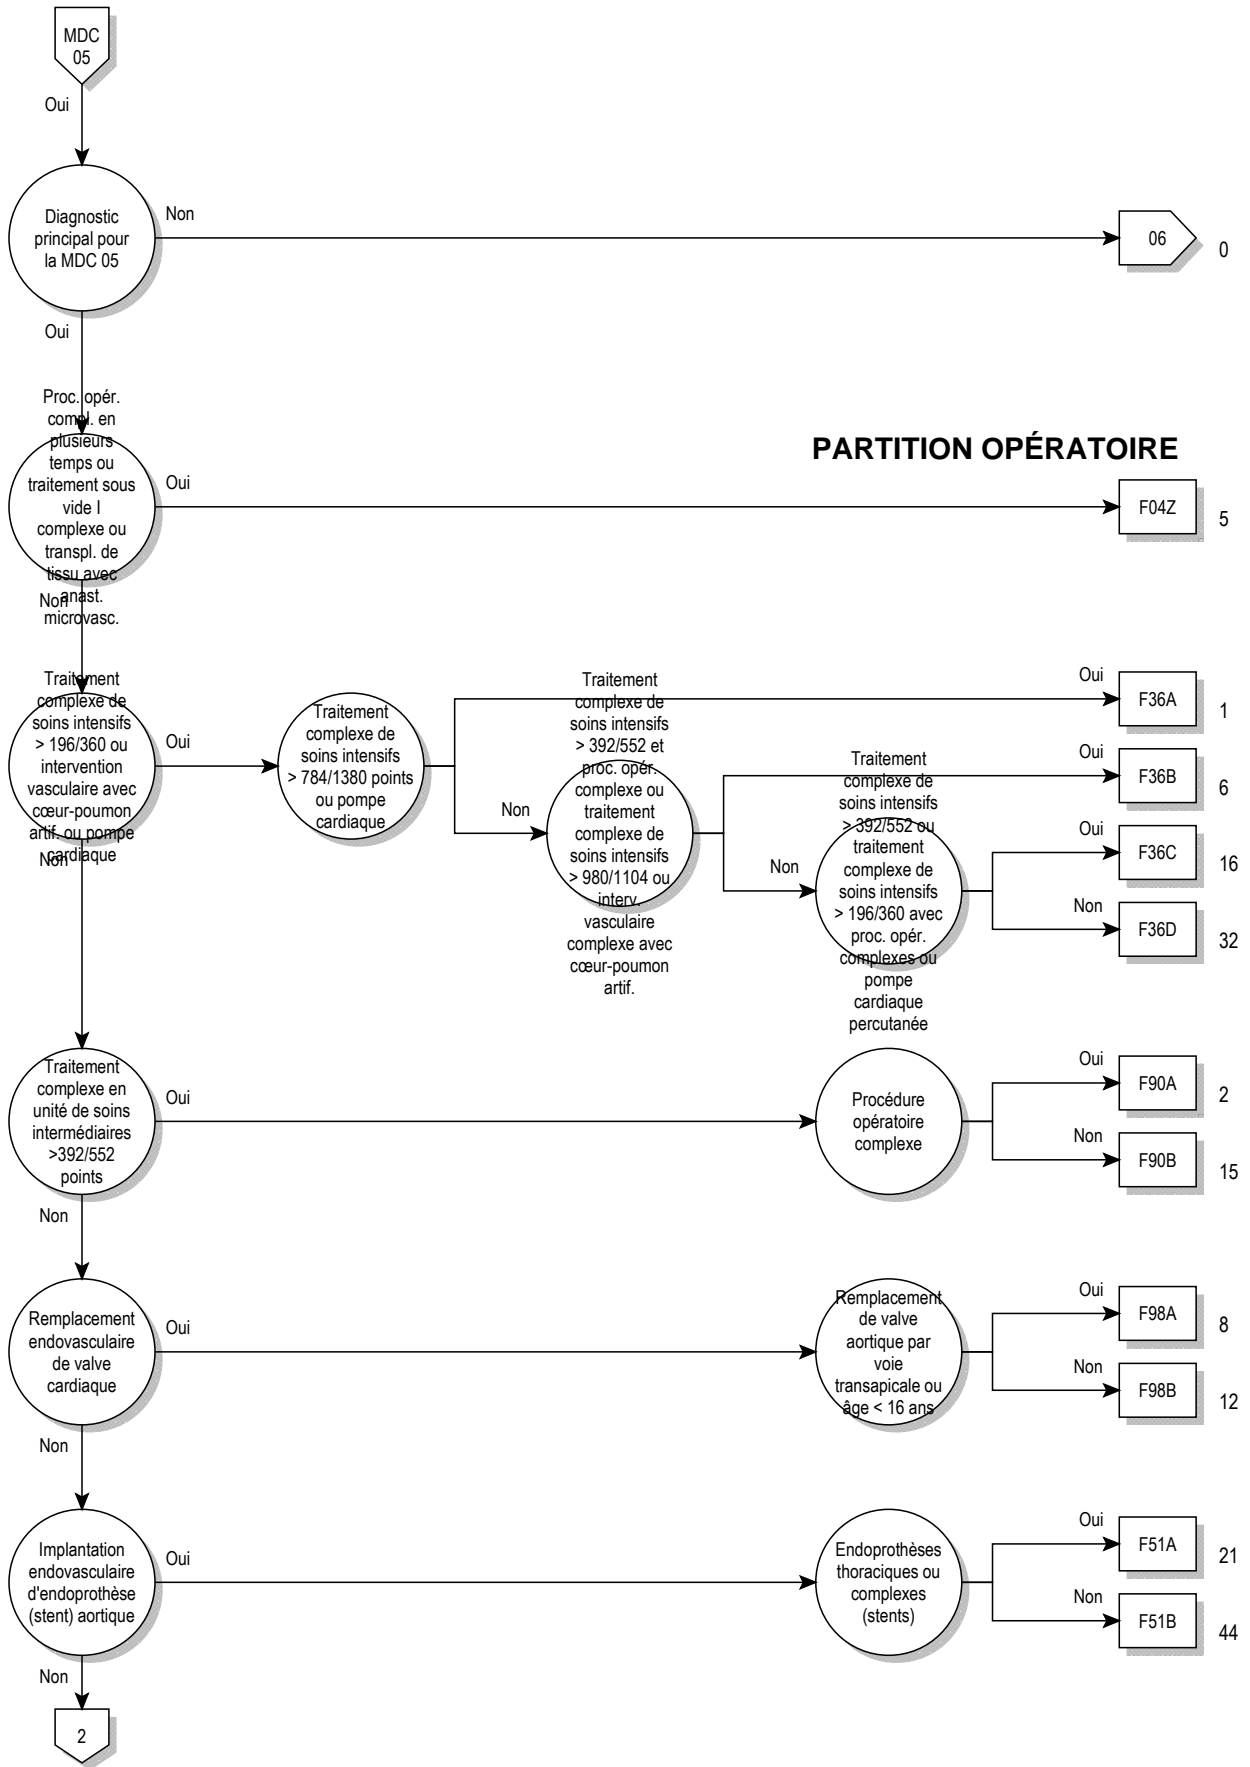 MDC
05
Oui
Diagnostic
principal pour
la MDC 05
Non
06
0
Oui
Proc. opér.
compl. en
plusieurs
temps ou
traitement sous
vide I
complexe ou
transpl. de
tissu avec
anast.
microvasc.
Oui
PARTITION OPÉRATOIRE
F04Z
5
Non
Traitement
complexe de
soins intensifs
> 196/360 ou
intervention
vasculaire avec
cœur-poumon
artif. ou pompe
cardiaque
Oui
Traitement
complexe de
soins intensifs
> 784/1380 points
ou pompe
cardiaque
Oui
F36A
1
Non
Traitement
complexe de
soins intensifs
> 392/552 et
proc. opér.
complexe ou
traitement
complexe de
soins intensifs
> 980/1104 ou
interv.
vasculaire
complexe avec
cœur-poumon
artif.
Oui
F36B
6
Non
Traitement
complexe de
soins intensifs
> 392/552 ou
traitement
complexe de
soins intensifs
> 196/360 avec
proc. opér.
complexes ou
pompe
cardiaque
percutanée
Oui
F36C
16
Non
F36D
32
Non
Traitement
complexe en
unité de soins
intermédiaires
>392/552
points
Oui
Procédure
opératoire
complexe
Oui
F90A
2
Non
F90B
15
Non
Remplacement
endovasculaire
de valve
cardiaque
Oui
Remplacement
de valve
aortique par
voie
transapicale ou
âge < 16 ans
Oui
F98A
8
Non
F98B
12
Non
Implantation
endovasculaire
d'endoprothèse
(stent) aortique
Oui
Endoprothèses
thoraciques ou
complexes
(stents)
Oui
F51A
21
Non
F51B
44
Non
2